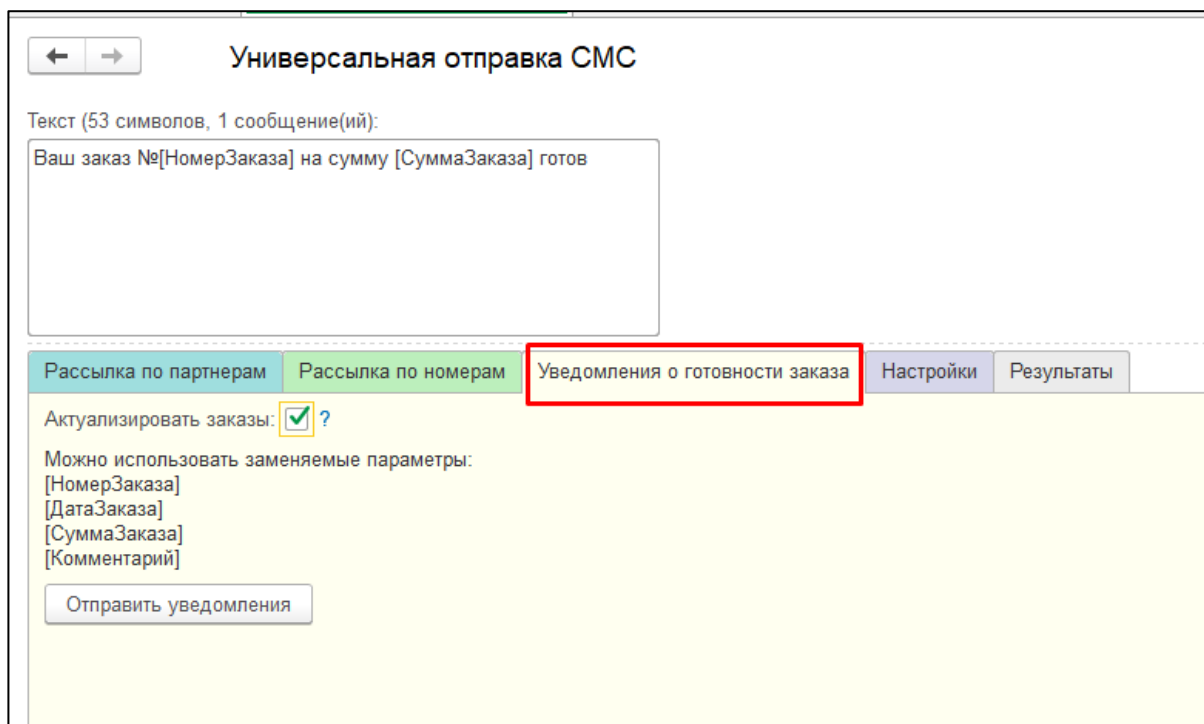 Универсальная отправка СМС
Текст (53 символов, 1 сообщение(ий):
Ваш заказ №[НомерЗаказа] на сумму [СуммаЗаказа] готов
Рассылка по партнерам Рассылка по номерам Уведомления о готовности заказа Настройки Результаты
Актуализировать заказы: ?
Можно использовать заменяемые параметры:
[НомерЗаказа]
[ДатаЗаказа]
[СуммаЗаказа]
[Комментарий]
Отправить уведомления